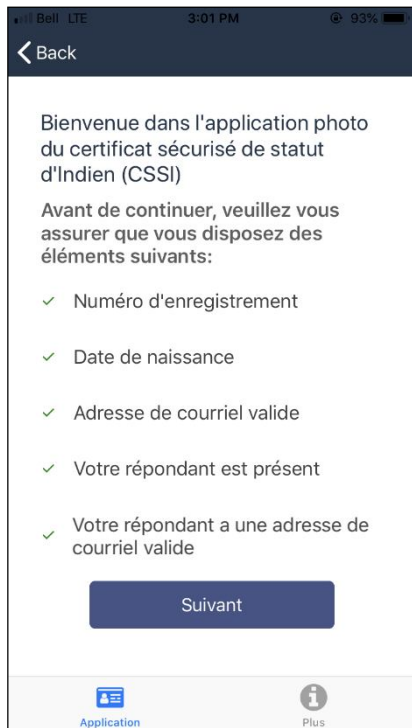 Bell LTE 3:01 PM 93%
Back
Bienvenue dans l'application photo
du certificat sécurisé de statut
d'Indien (CSSI)
Avant de continuer, veuillez vous
assurer que vous disposez des
éléments suivants:
Numéro d'enregistrement
Date de naissance
Adresse de courriel valide
Votre répondant est présent
Votre répondant a une adresse de
courriel valide
Suivant
Application Plus